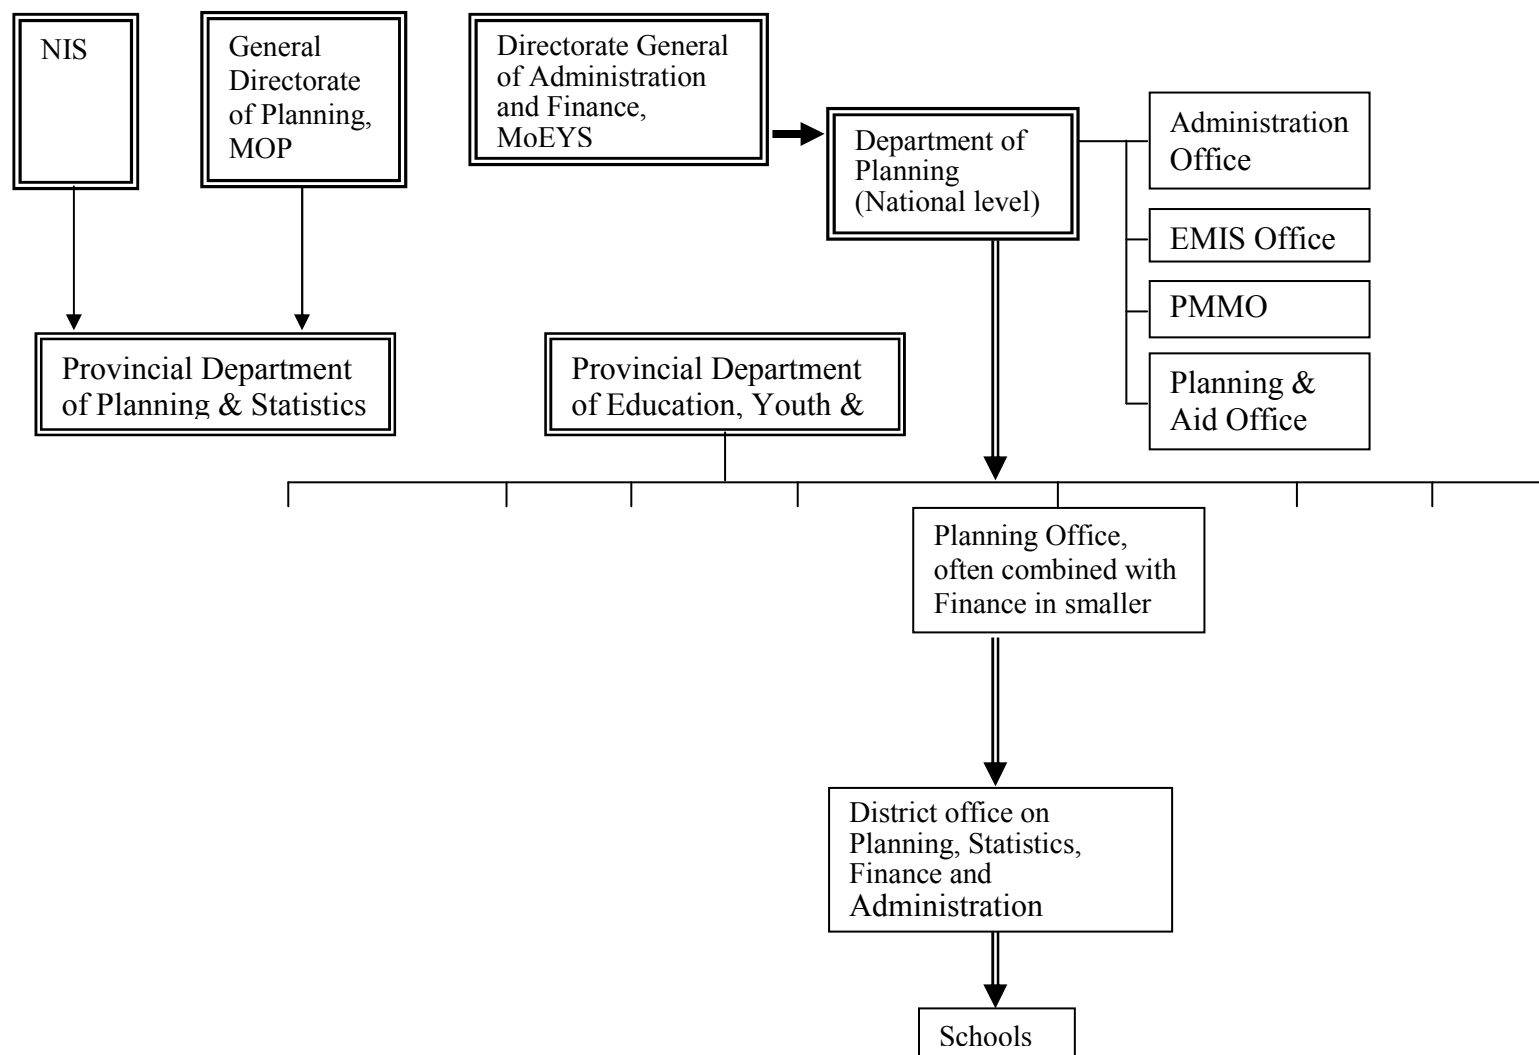 NIS
General
Directorate
of Planning,
MOP
Directorate General
of Administration
and Finance,
MoEYS
Department of
Planning
(National level)
Administration
Office
EMIS Office
PMMO
Planning &
Aid Office
Provincial Department
of Planning & Statistics
Provincial Department
of Education, Youth &
Planning Office,
often combined with
Finance in smaller
District office on
Planning, Statistics,
Finance and
Administration
Schools